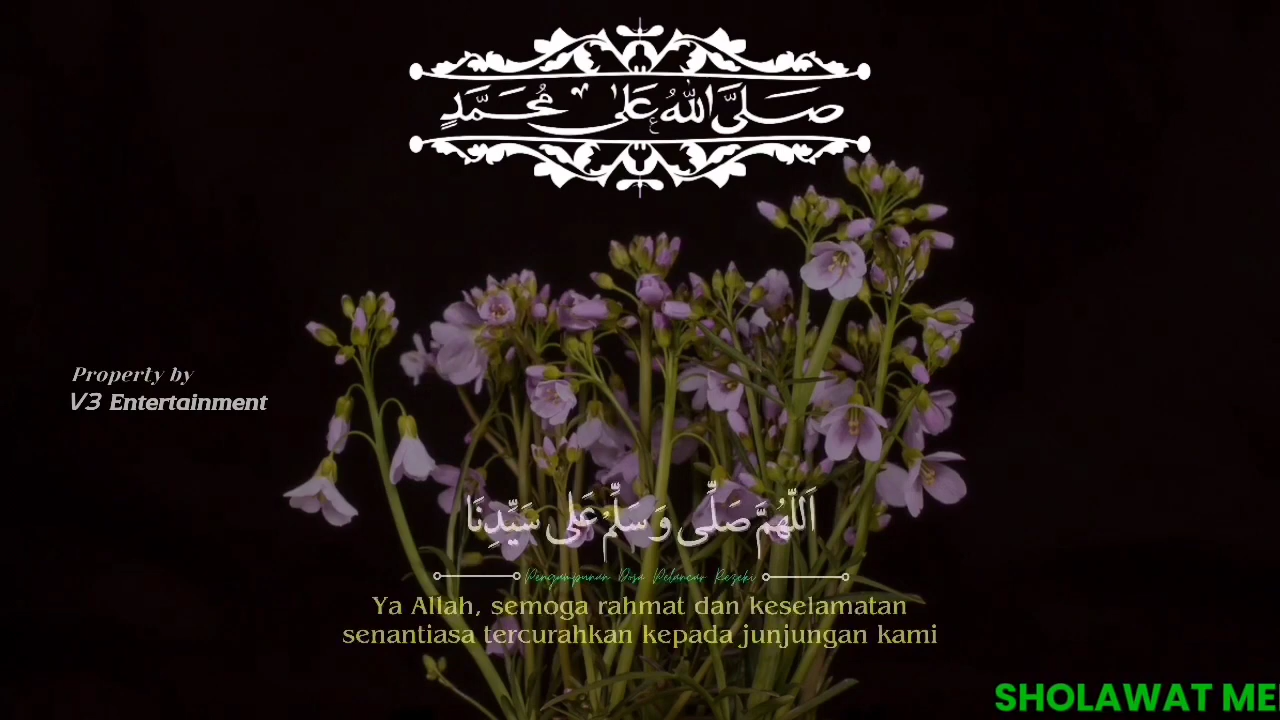 صَلَّى اللهُ عَلَى مُحَمَّدٍ
Property by
V3 Entertainment
اَللّٰهُمَّ صَلِّى وَسَلِّمْ عَلَى سَيِّدِنَا
Pengampunan Dosa Pelancar Rezeki
Ya Allah, semoga rahmat dan keselamatan
senantiasa tercurahkan kepada junjungan kami
SHOLAWAT ME